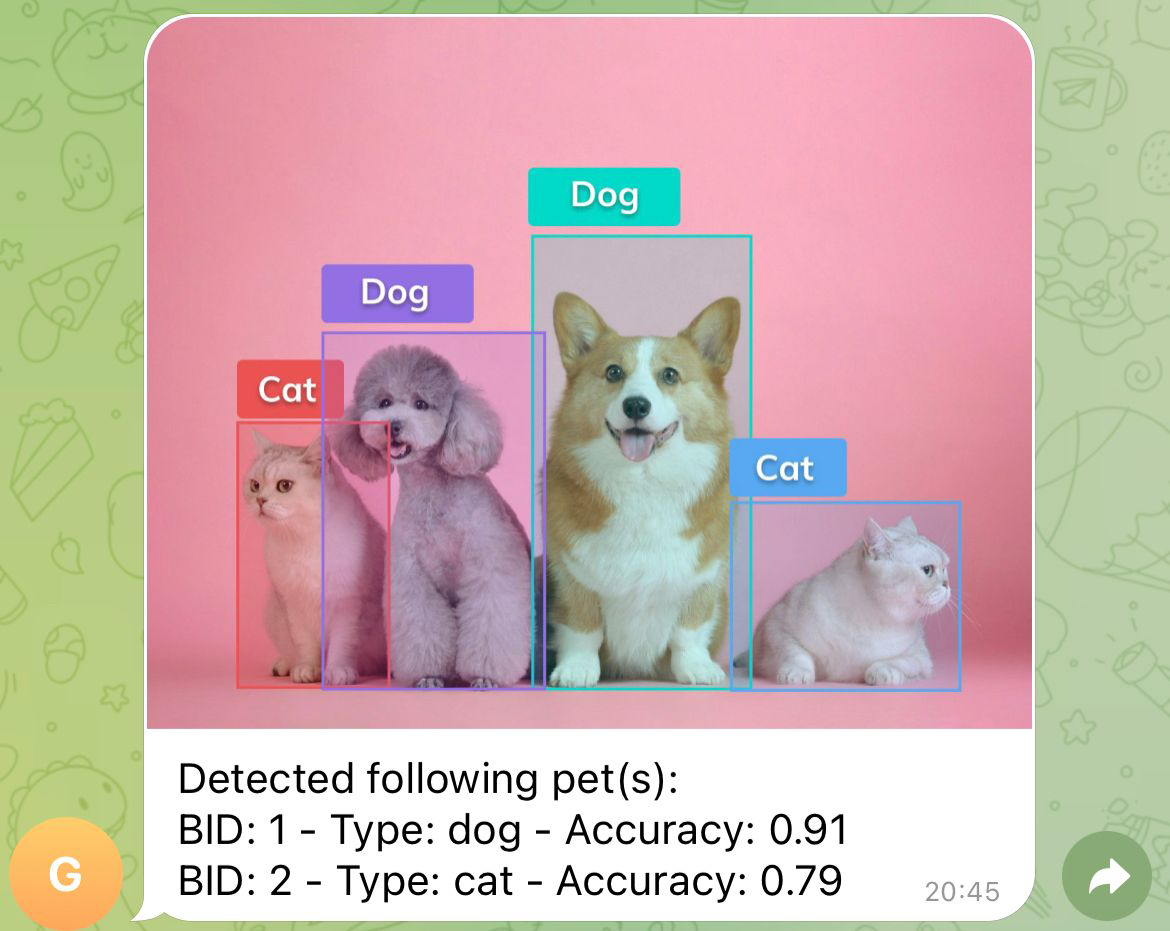 Dog
Dog
Cat
Cat
Detected following pet(s):
BID: 1 - Type: dog - Accuracy: 0.91
BID: 2 - Type: cat - Accuracy: 0.79
20:45
G